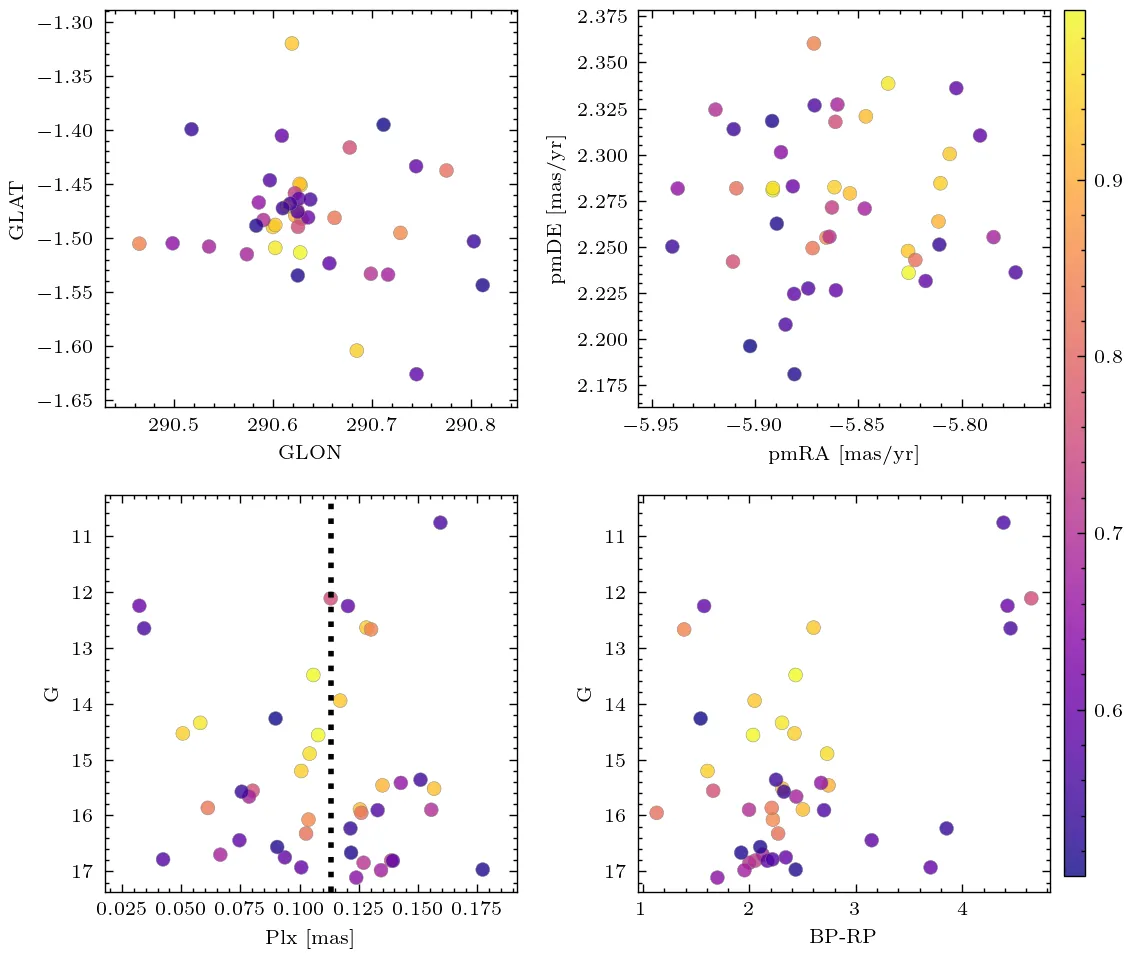 −1.30
−1.35
−1.40
−1.45
−1.50
−1.55
−1.60
−1.65
GLAT
290.5 290.6 290.7 290.8
GLON
2.375
2.350
2.325
2.300
2.275
2.250
2.225
2.200
2.175
pmDE [mas/yr]
−5.95 −5.90 −5.85 −5.80
pmRA [mas/yr]
0.9
0.8
0.7
0.6
11
12
13
14
15
16
17
G
0.025 0.050 0.075 0.100 0.125 0.150 0.175
Plx [mas]
11
12
13
14
15
16
17
G
1 2 3 4
BP-RP